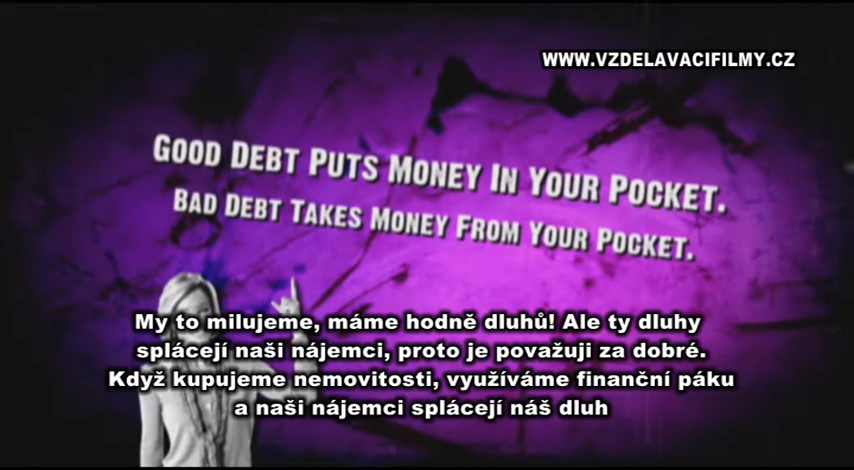 WWW.VZDELAVACIFILMY.CZ
GOOD DEBT PUTS MONEY IN YOUR POCKET.
BAD DEBT TAKES MONEY FROM YOUR POCKET.
My to milujeme, máme hodně dluhů! Ale ty dluhy
splácejí naši nájemci, proto je považuji za dobré.
Když kupujeme nemovitosti, využíváme finanční páku
a naši nájemci splácejí náš dluh